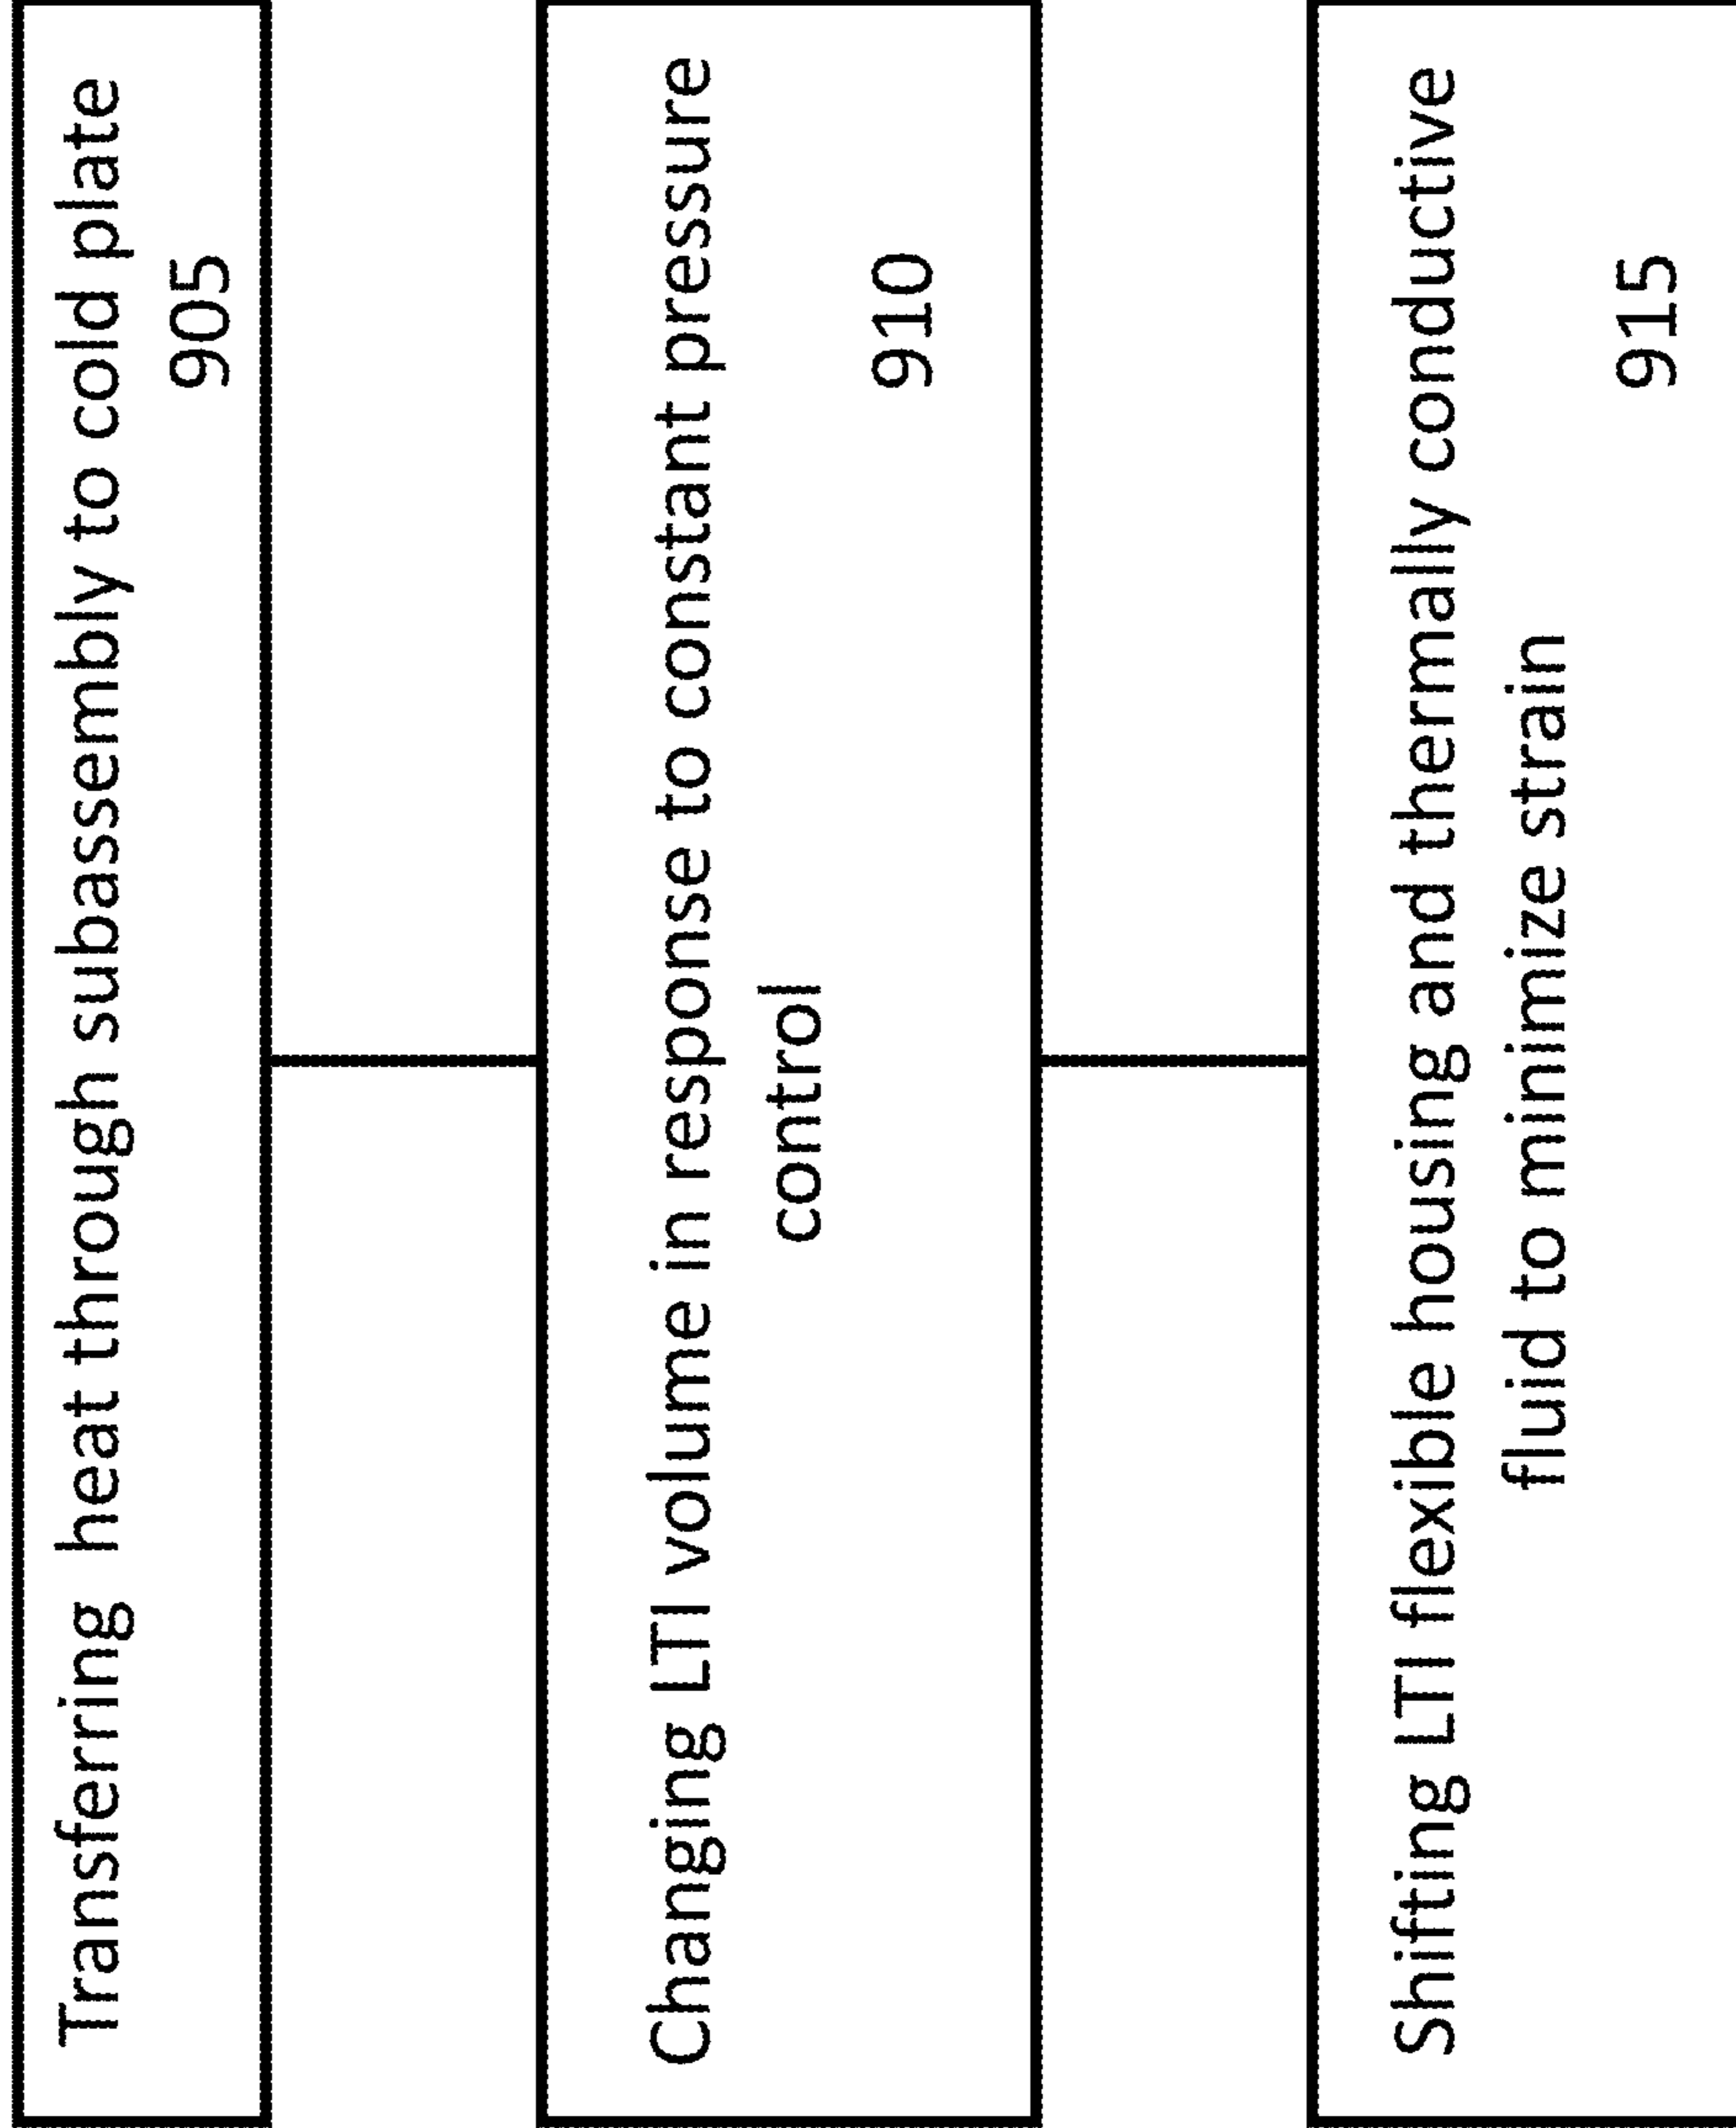 Transferring heat through subassembly to cold plate
905
Changing LTI volume in response to constant pressure
control
910
Shifting LTI flexible housing and thermally conductive
fluid to minimize strain
915